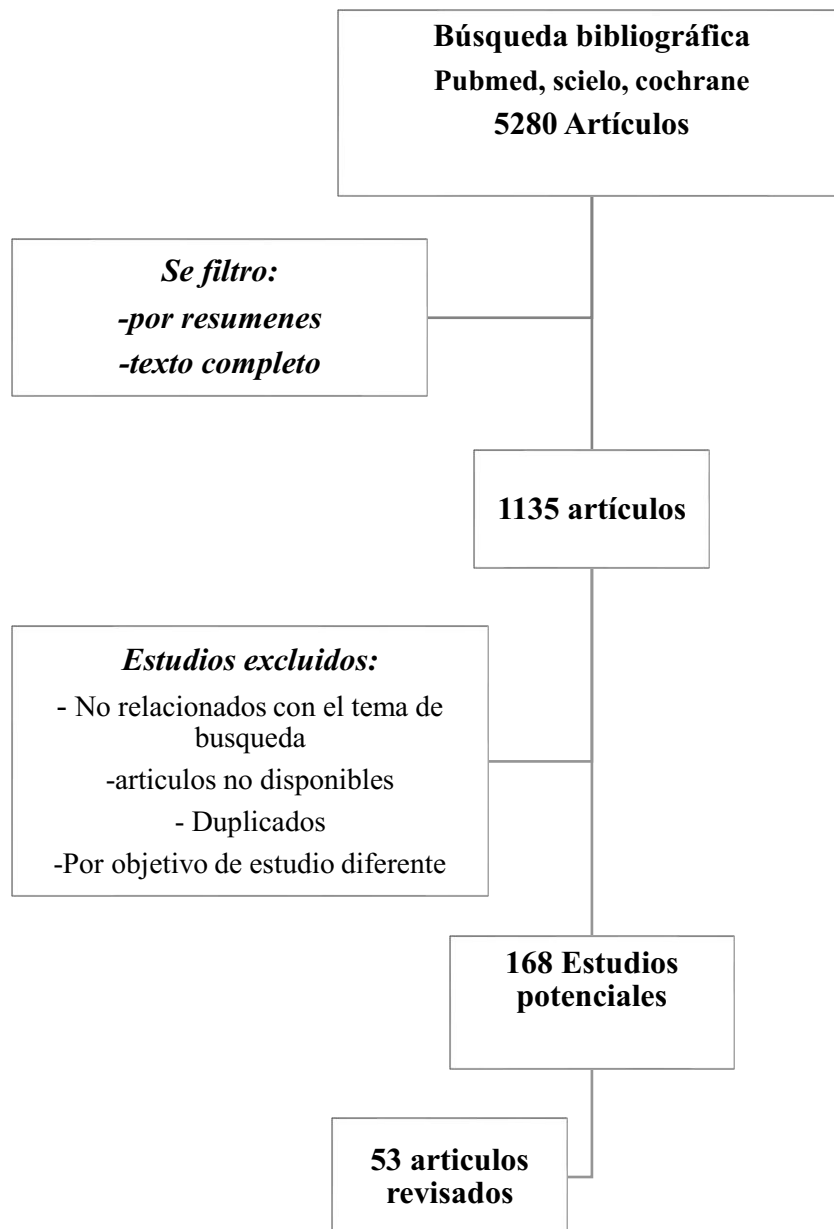 Búsqueda bibliográfica
Pubmed, scielo, cochrane
5280 Artículos
Se filtro:
-por resumenes
-texto completo
1135 artículos
Estudios excluidos:
- No relacionados con el tema de
busqueda
-articulos no disponibles
- Duplicados
-Por objetivo de estudio diferente
168 Estudios
potenciales
53 articulos
revisados